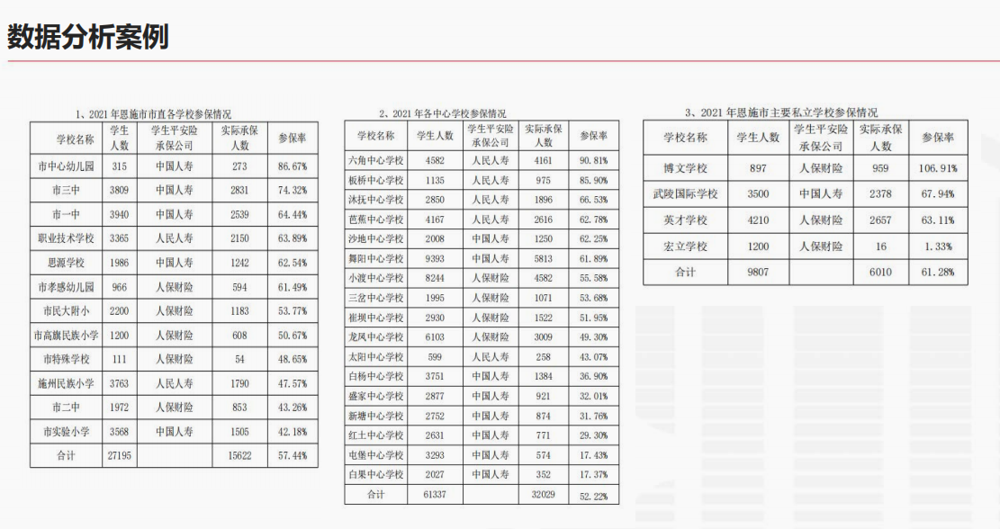 数据分析案例
1、2021 年恩施市市直各学校参保情况
学校名称 学生人数 学生平安险承保公司 实际承保人数 参保率
市中心幼儿园 315 中国人寿 273 86.67%
市三中 3809 中国人寿 2831 74.32%
市一中 3940 中国人寿 2539 64.44%
职业技术学校 3365 人民人寿 2150 63.89%
思源学校 1986 中国人寿 1242 62.54%
市孝感幼儿园 966 人保财险 594 61.49%
市民大附小 2200 人保财险 1183 53.77%
市高旗民族小学 1200 人保财险 608 50.67%
市特殊学校 111 人保财险 54 48.65%
施州民族小学 3763 人民人寿 1790 47.57%
市二中 1972 人保财险 853 43.26%
市实验小学 3568 中国人寿 1505 42.18%
合计 27195 15622 57.44%
2、2021 年各中心学校参保情况
学校名称 学生人数 学生平安险承保公司 实际承保人数 参保率
六角中心学校 4582 人民人寿 4161 90.81%
板桥中心学校 1135 人民人寿 975 85.90%
沐抚中心学校 2850 人民人寿 1896 66.53%
芭蕉中心学校 4167 人民人寿 2616 62.78%
沙地中心学校 2008 中国人寿 1250 62.25%
舞阳中心学校 9393 中国人寿 5813 61.89%
小渡中心学校 8244 人保财险 4582 55.58%
三岔中心学校 1995 人保财险 1071 53.68%
崔坝中心学校 2930 人保财险 1522 51.95%
龙凤中心学校 6103 人保财险 3009 49.30%
太阳中心学校 599 人民人寿 258 43.07%
白杨中心学校 3751 中国人寿 1384 36.90%
盛家中心学校 2877 中国人寿 921 32.01%
新塘中心学校 2752 中国人寿 874 31.76%
红土中心学校 2631 中国人寿 771 29.30%
屯堡中心学校 3293 中国人寿 574 17.43%
白果中心学校 2027 中国人寿 352 17.37%
合计 61337 32029 52.22%
3、2021 年恩施市主要私立学校参保情况
学校名称 学生人数 学生平安险承保公司 实际承保人数 参保率
博文学校 897 人保财险 959 106.91%
武陵国际学校 3500 中国人寿 2378 67.94%
英才学校 4210 人保财险 2657 63.11%
宏立学校 1200 人保财险 16 1.33%
合计 9807 6010 61.28%